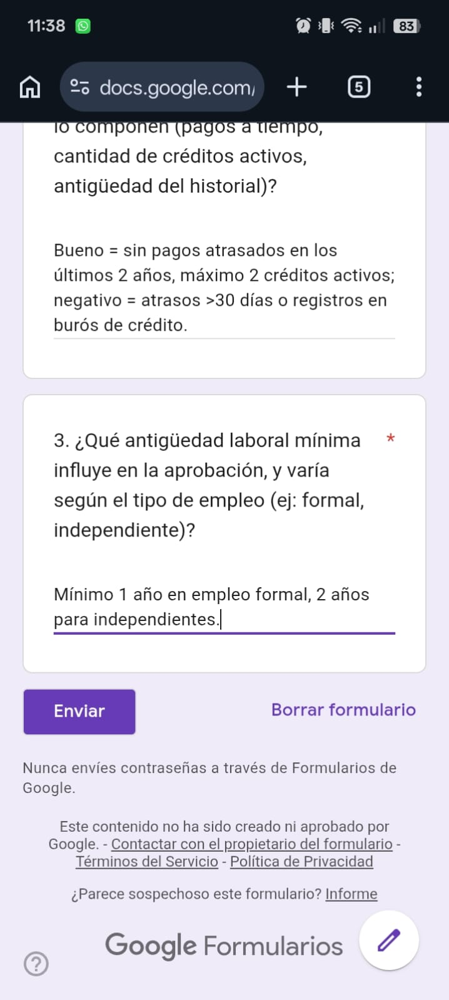 11:38
83
docs.google.com/
5
lo componen (pagos a tiempo,
cantidad de créditos activos,
antigüedad del historial)?
Bueno = sin pagos atrasados en los
últimos 2 años, máximo 2 créditos activos;
negativo = atrasos >30 días o registros en
burós de crédito.
3. ¿Qué antigüedad laboral mínima *
influye en la aprobación, y varía
según el tipo de empleo (ej: formal,
independiente)?
Mínimo 1 año en empleo formal, 2 años
para independientes.
Enviar
Borrar formulario
Nunca envíes contraseñas a través de Formularios de
Google.
Este contenido no ha sido creado ni aprobado por
Google. - Contactar con el propietario del formulario -
Términos del Servicio - Política de Privacidad
¿Parece sospechoso este formulario? Informe
Google Formularios
?